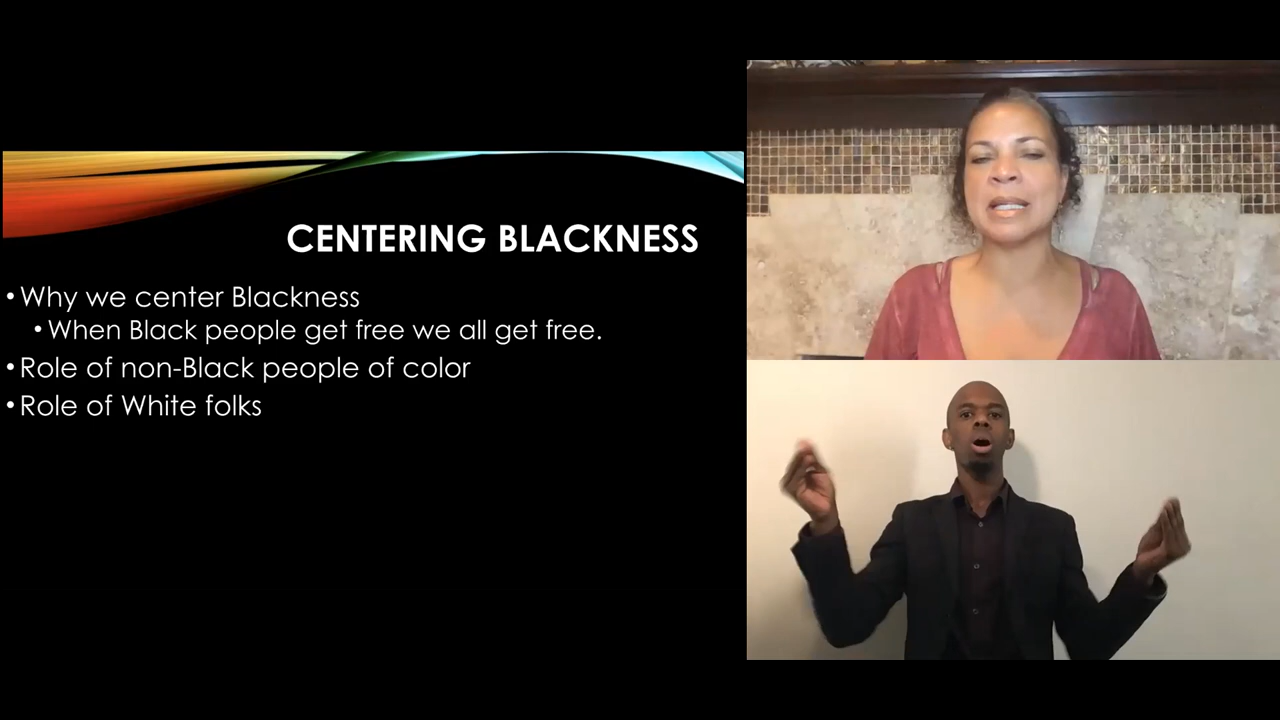 CENTERING BLACKNESS
• Why we center Blackness
• When Black people get free we all get free.
• Role of non-Black people of color
• Role of White folks